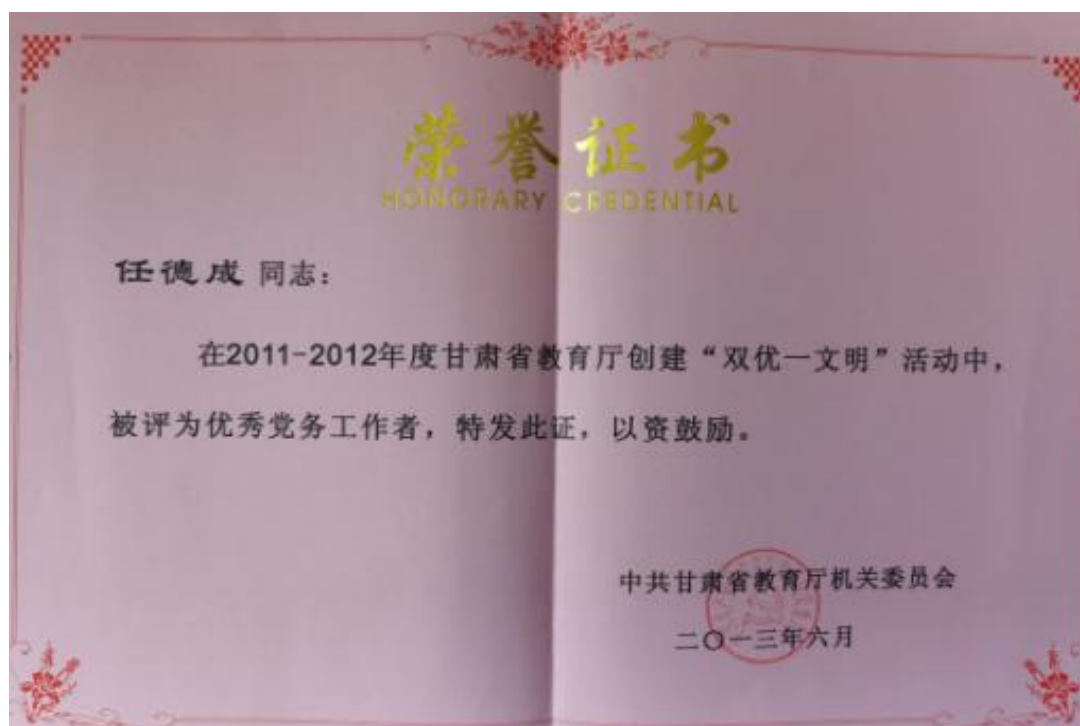 荣誉证书
HONORARY CREDENTIAL
任德成 同志：
在2011-2012年度甘肃省教育厅创建“双优一文明”活动中，
被评为优秀党务工作者，特发此证，以资鼓励。
中共甘肃省教育厅机关委员会
二〇一三年六月